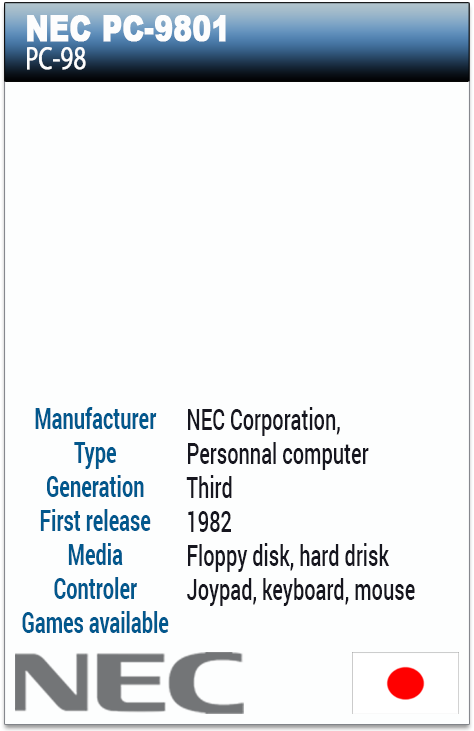 NEC PC-9801
PC-98
Manufacturer NEC Corporation,
Type Personnal computer
Generation Third
First release 1982
Media Floppy disk, hard drisk
Controler Joypad, keyboard, mouse
Games available
NEC